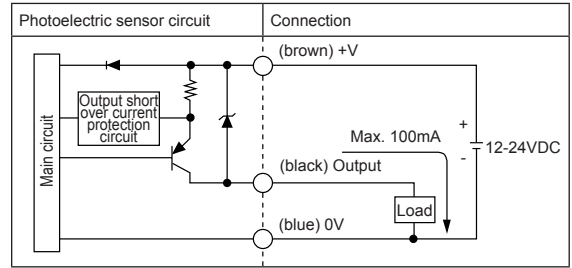 Photoelectric sensor circuit
Connection
(brown) +V
Output short
over current
protection
circuit
Main circuit
Max. 100mA
+
-
12-24VDC
(black) Output
Load
(blue) 0V